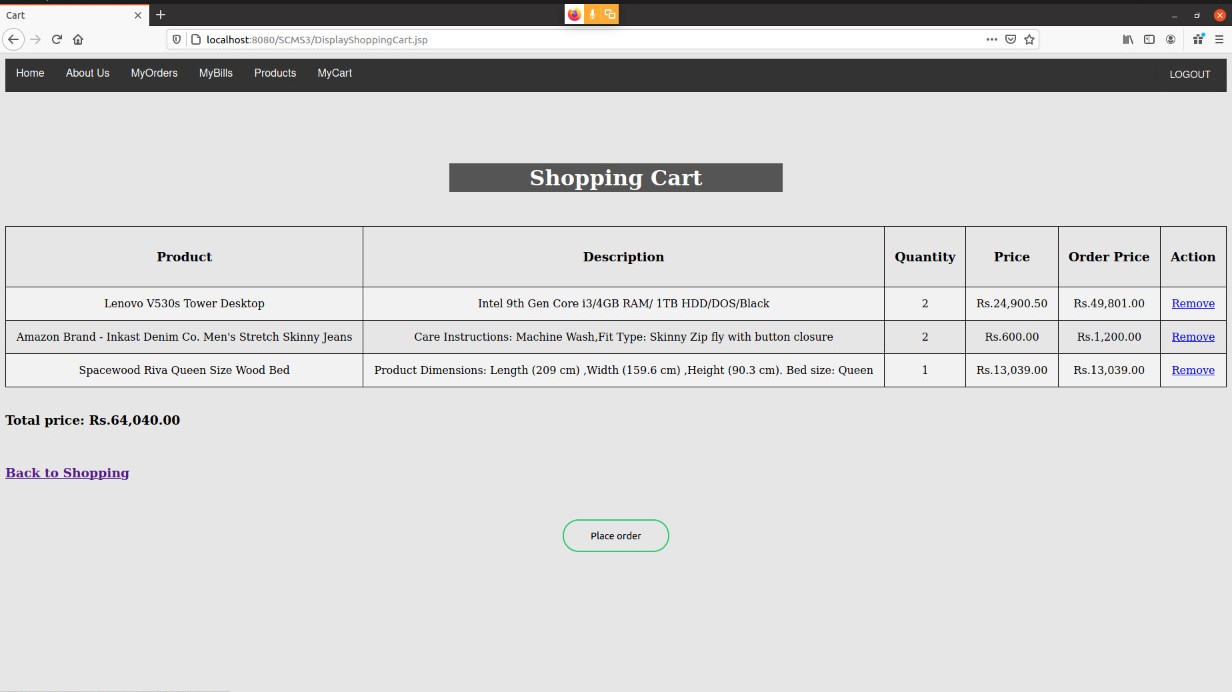 Cart
localhost:8080/SCMS3/DisplayShoppingCart.jsp
Home About Us MyOrders MyBills Products MyCart LOGOUT
Shopping Cart
Product Description Quantity Price Order Price Action
Lenovo V530s Tower Desktop Intel 9th Gen Core i3/4GB RAM/ 1TB HDD/DOS/Black 2 Rs.24,900.50 Rs.49,801.00 Remove
Amazon Brand - Inkast Denim Co. Men's Stretch Skinny Jeans Care Instructions: Machine Wash,Fit Type: Skinny Zip fly with button closure 2 Rs.600.00 Rs.1,200.00 Remove
Spacewood Riva Queen Size Wood Bed Product Dimensions: Length (209 cm) ,Width (159.6 cm) ,Height (90.3 cm). Bed size: Queen 1 Rs.13,039.00 Rs.13,039.00 Remove
Total price: Rs.64,040.00
Back to Shopping
Place order